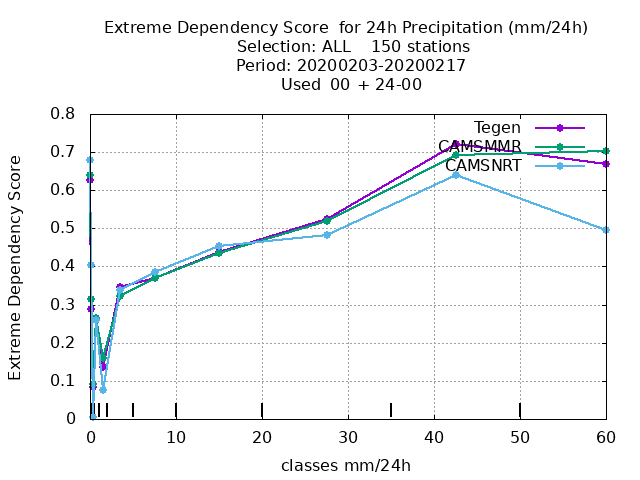 Extreme Dependency Score  for 24h Precipitation (mm/24h)
Selection: ALL    150 stations
Period: 20200203-20200217
Used  00 + 24-00
Extreme Dependency Score
0.8
0.7
0.6
0.5
0.4
0.3
0.2
0.1
0
Tegen
CAMSMMR
CAMSNRT
0 10 20 30 40 50 60
classes mm/24h